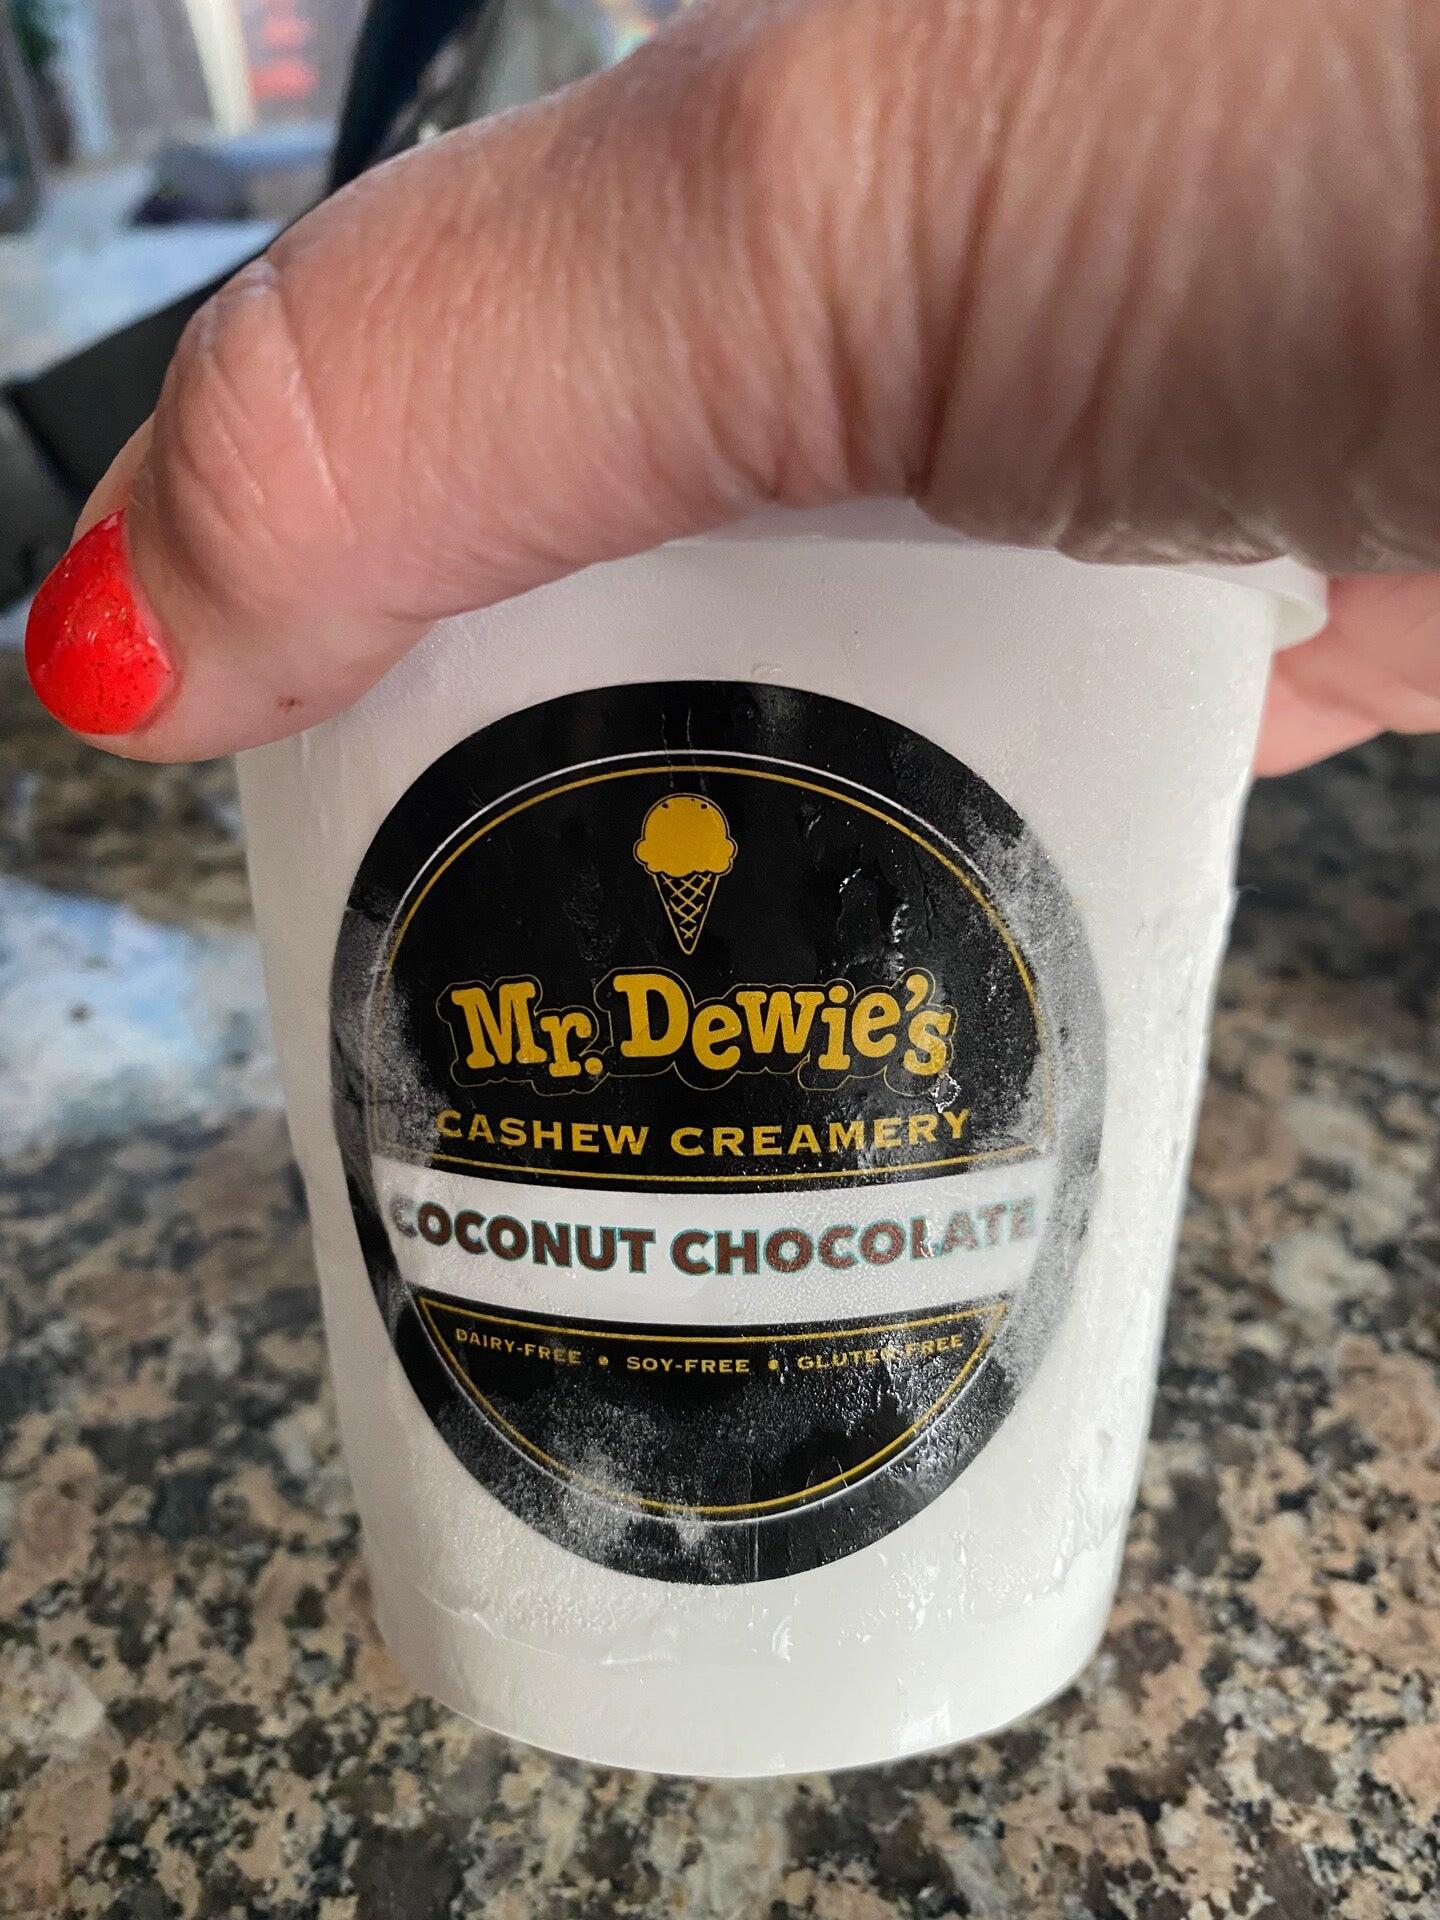 Mr. Dewie's
CASHEW CREAMERY
COCONUT CHOCOLATE
DAIRY-FREE • SOY-FREE • GLUTEN-FREE